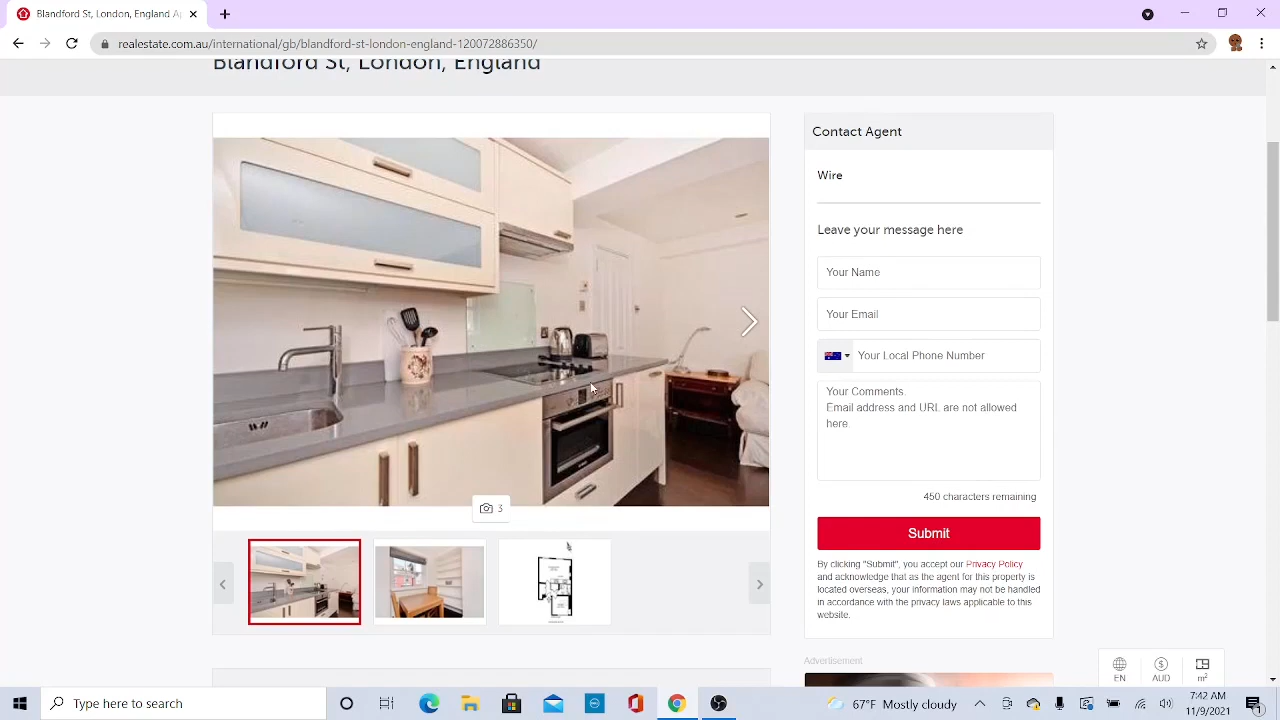 Blandford St, London, England Ap
realestate.com.au/international/gb/blandford-st-london-england-120072886350/
Blandford St, London, England
Contact Agent
Wire
Leave your message here
Your Name
Your Email
Your Local Phone Number
Your Comments.
Email address and URL are not allowed
here.
450 characters remaining
3
Submit
By clicking "Submit", you accept our Privacy Policy
and acknowledge that as the agent for this property is
located overseas, your information may not be handled
in accordance with the privacy laws applicable to this
website.
Advertisement
EN
AUD
m²
Type here to search
67°F Mostly cloudy
7:42 AM
11/9/2021
1